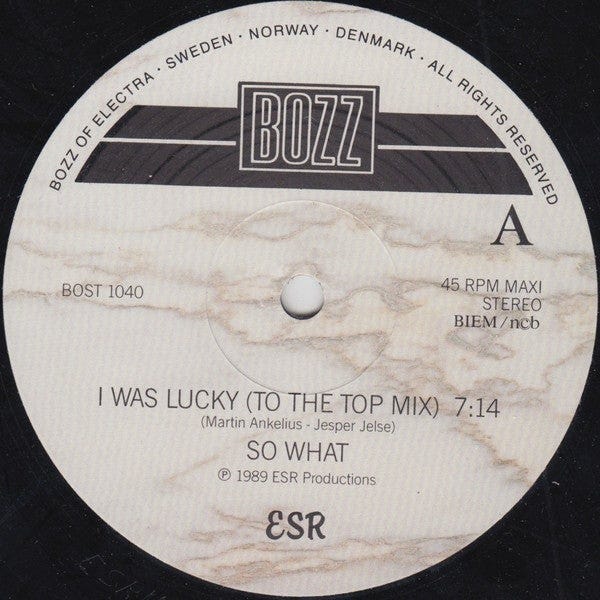 BOZZ OF ELECTRA · SWEDEN · NORWAY · DENMARK · ALL RIGHTS RESERVED
BOZZ
A
BOST 1040
45 RPM MAXI
STEREO
BIEM/ncb
I WAS LUCKY (TO THE TOP MIX) 7:14
(Martin Ankelius - Jesper Jelse)
SO WHAT
℗ 1989 ESR Productions
ESR